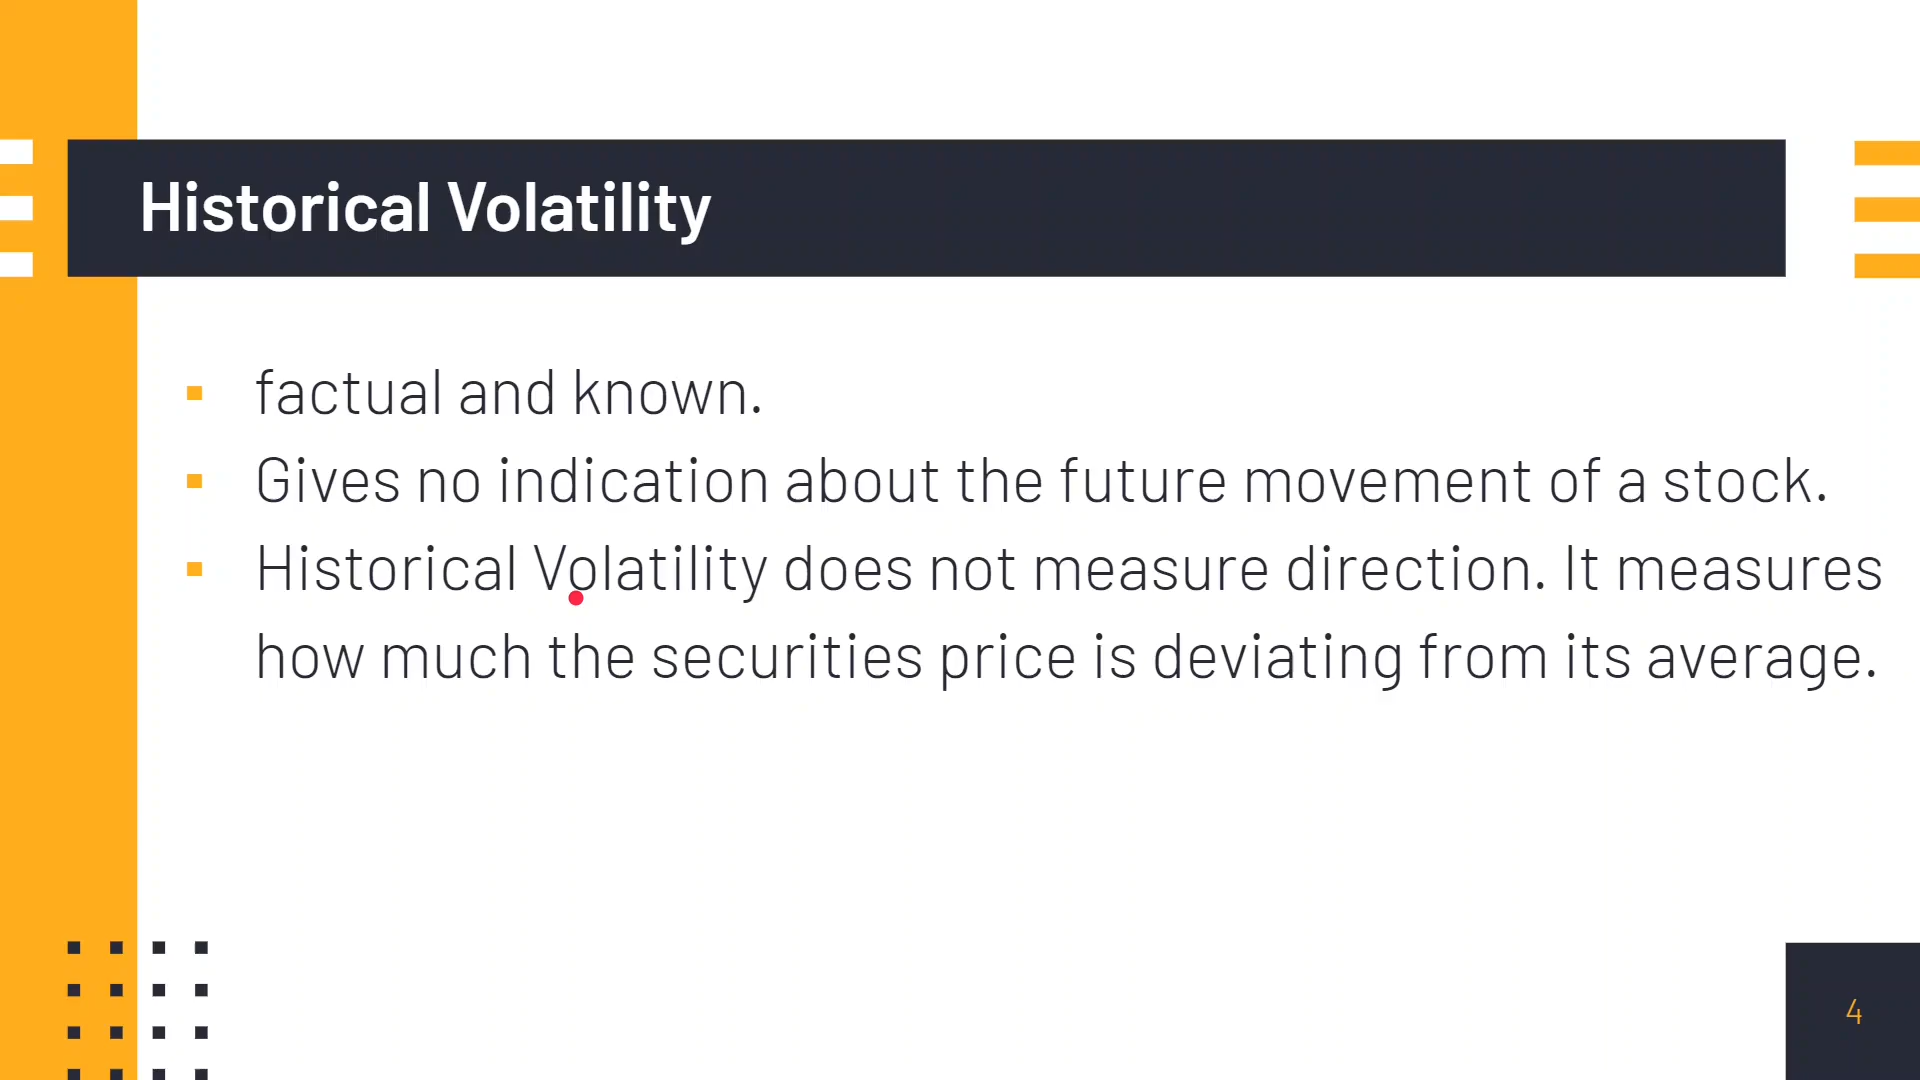 Historical Volatility
factual and known.
Gives no indication about the future movement of a stock.
Historical Volatility does not measure direction. It measures
how much the securities price is deviating from its average.
4